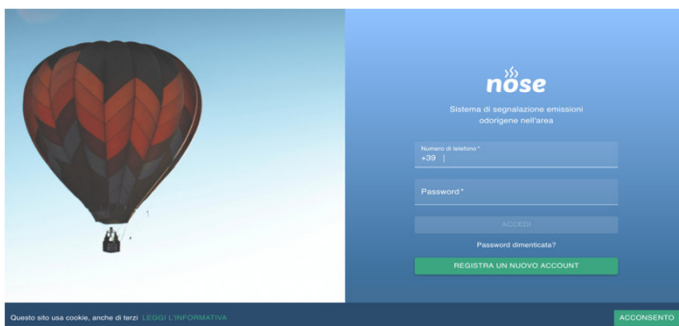 nose
Sistema di segnalazione emissioni
odorigene nell'area
Numero di telefono *
+39
Password *
ACCEDI
Password dimenticata?
REGISTRA UN NUOVO ACCOUNT
Questo sito usa cookie, anche di terzi LEGGI L'INFORMATIVA
ACCONSENTO